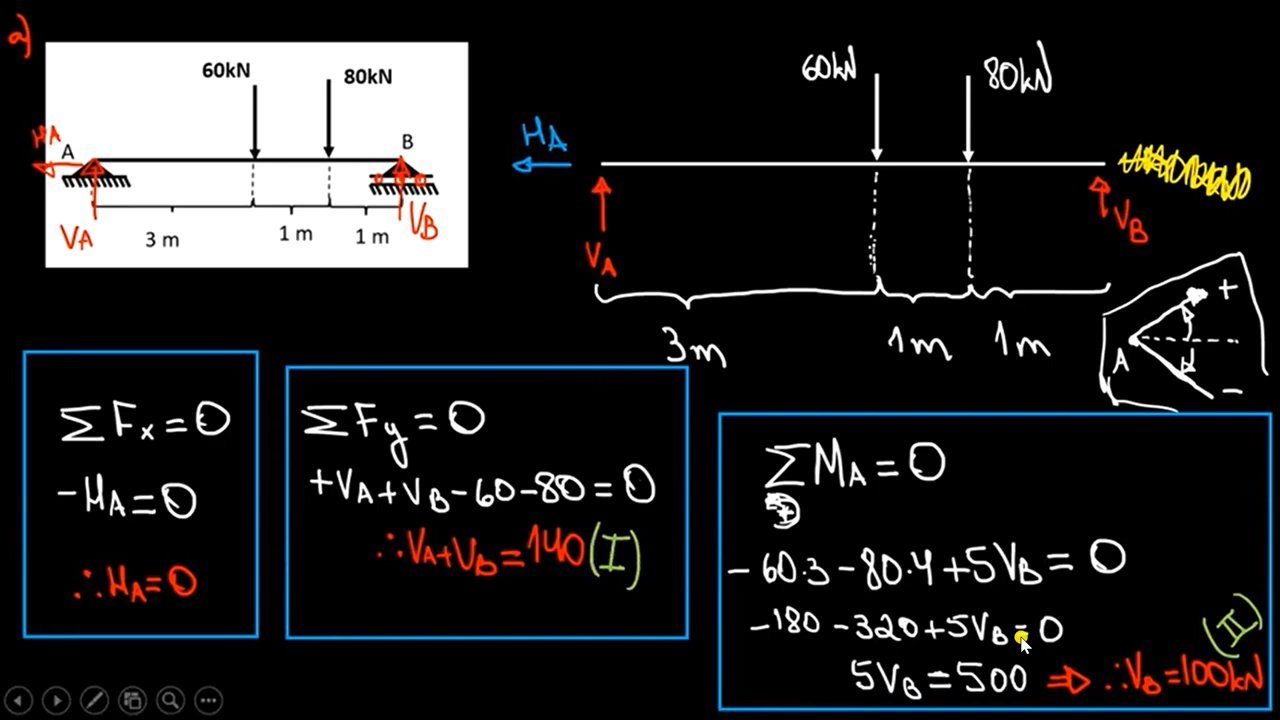 a)
60kN
80kN
HA
A
B
VA
VB
3 m
1 m
1 m
60kN
80kN
HA
VA
VB
3m
1m
1m
+
A
-
ΣFx=0
-HA=0
∴HA=0
ΣFy=0
+VA+VB-60-80=0
∴VA+VB=140 (I)
ΣMA=0
+
-60·3-80·4+5VB=0
-180-320+5VB=0
(II)
5VB=500 ⇒ ∴VB=100kN